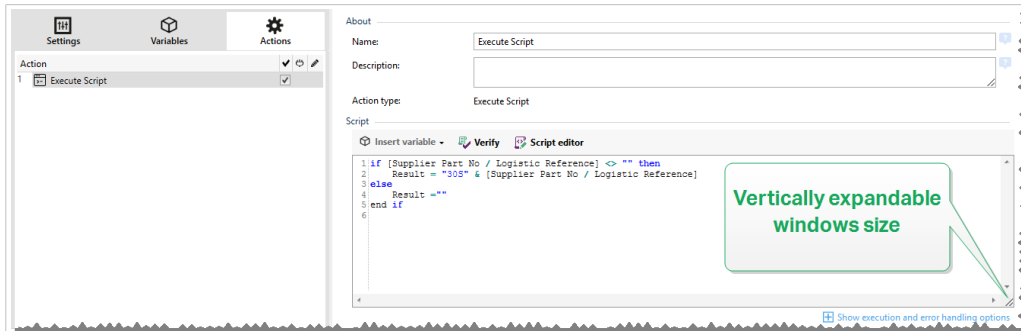 Settings
Variables
Actions
Action
1 Execute Script
About
Name: Execute Script
Description:
Action type: Execute Script
Script
Insert variable Verify Script editor
1 if [Supplier Part No / Logistic Reference] <> "" then
2 Result = "30S" & [Supplier Part No / Logistic Reference]
3 else
4 Result =""
5 end if
6
Vertically expandable
windows size
Show execution and error handling options